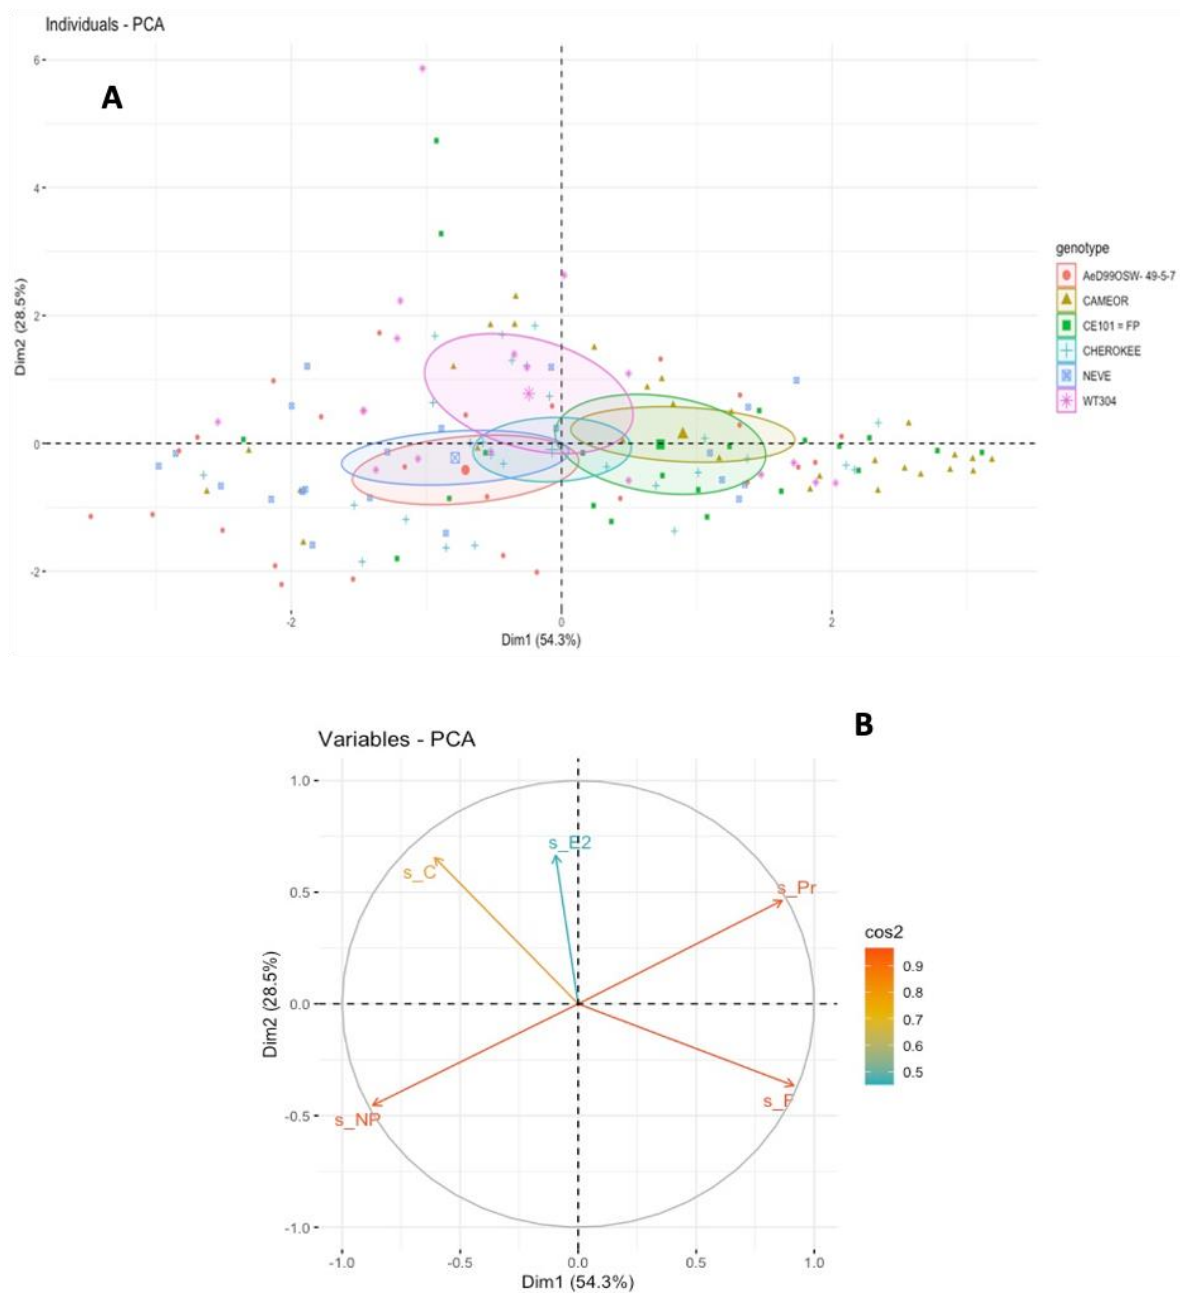 Individuals - PCA
A
6
4
2
0
-2
Dim2 (28.5%)
-2
0
2
Dim1 (54.3%)
genotype
AeD99OSW- 49-5-7
CAMEOR
CE101 = FP
CHEROKEE
NEVE
WT304
B
Variables - PCA
1.0
0.5
0.0
-0.5
-1.0
Dim2 (28.5%)
s_E2
s_C
s_Pr
s_F
s_NP
-1.0
-0.5
0.0
0.5
1.0
Dim1 (54.3%)
cos2
0.9
0.8
0.7
0.6
0.5